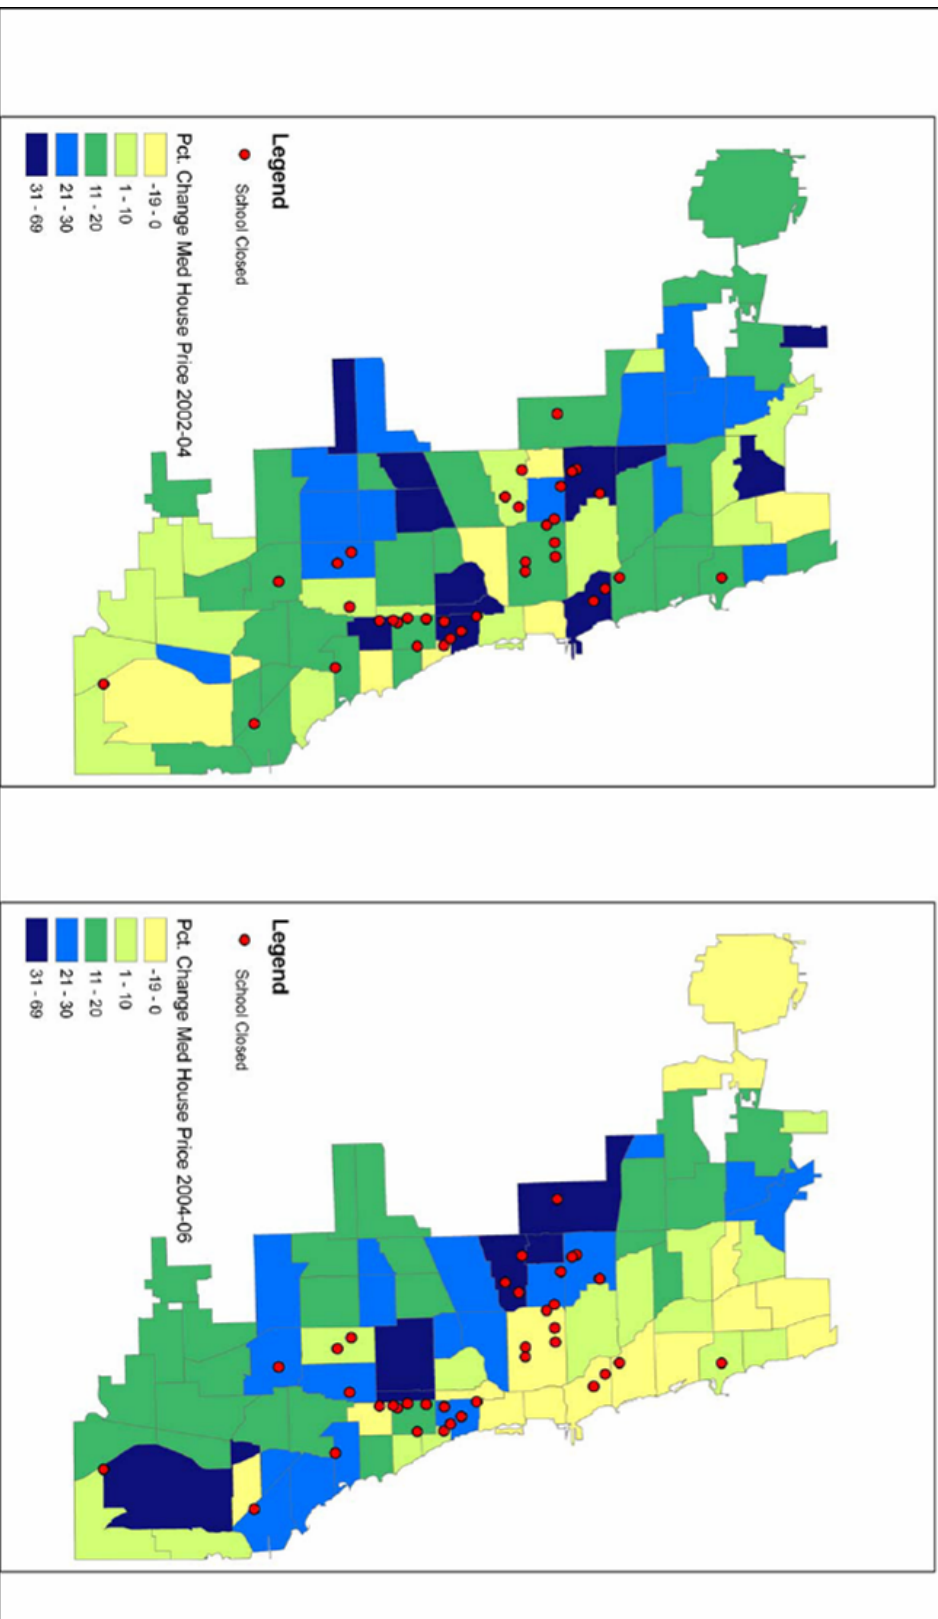 Legend
School Closed
Pct. Change Med House Price 2002-04
-19 - 0
1 - 10
11 - 20
21 - 30
31 - 69
Legend
School Closed
Pct. Change Med House Price 2004-06
-19 - 0
1 - 10
11 - 20
21 - 30
31 - 69